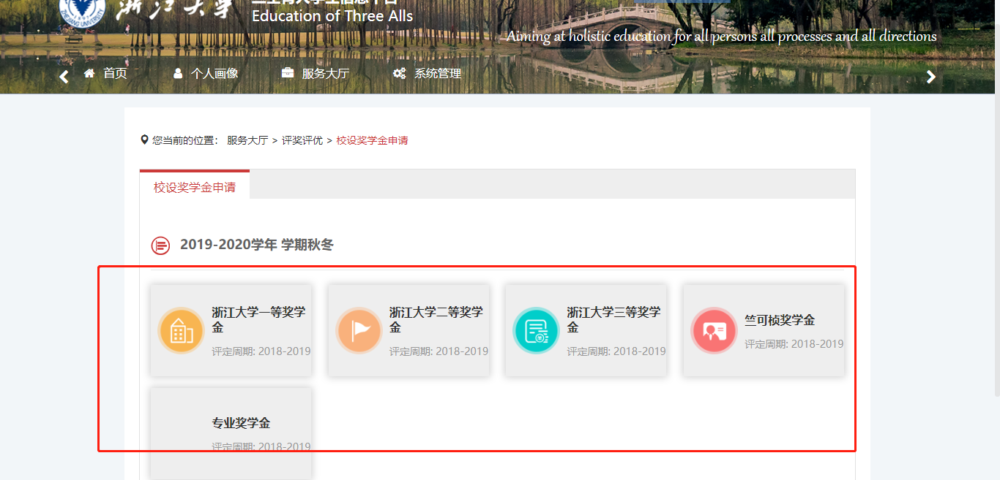 浙江大学
Education of Three Alls
Aiming at holistic education for all persons all processes and all directions
首页
个人画像
服务大厅
系统管理
您当前的位置： 服务大厅 > 评奖评优 > 校设奖学金申请
校设奖学金申请
2019-2020学年 学期秋冬
浙江大学一等奖学
金
评定周期: 2018-2019
浙江大学二等奖学
金
评定周期: 2018-2019
浙江大学三等奖学
金
评定周期: 2018-2019
竺可桢奖学金
评定周期: 2018-2019
专业奖学金
评定周期: 2018-2019